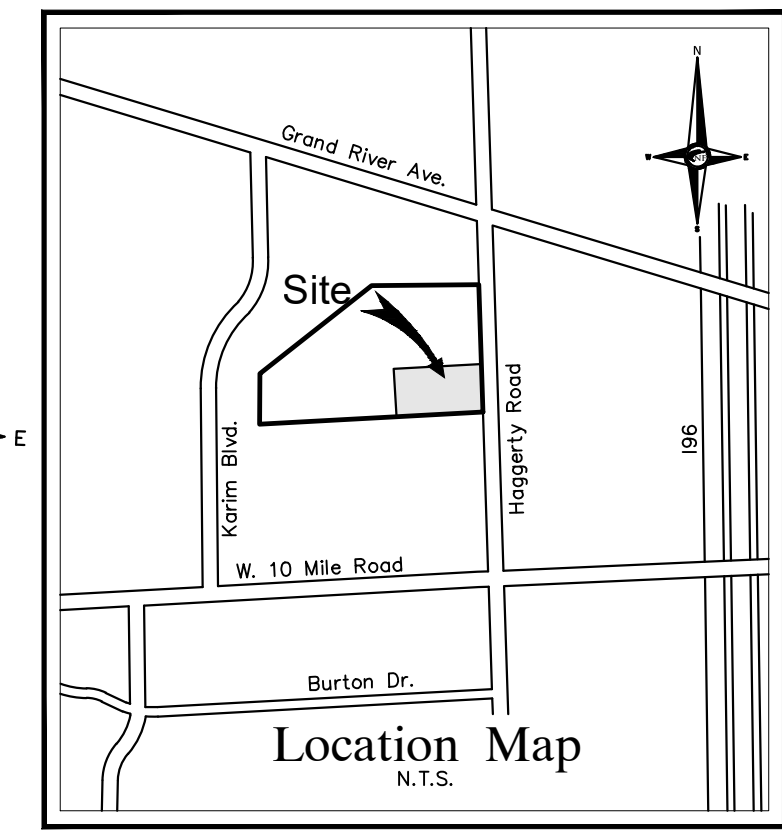 N
Grand River Ave.
W
E
S
Site
Haggerty Road
Karim Blvd.
I96
E
W. 10 Mile Road
Burton Dr.
Location Map
N.T.S.